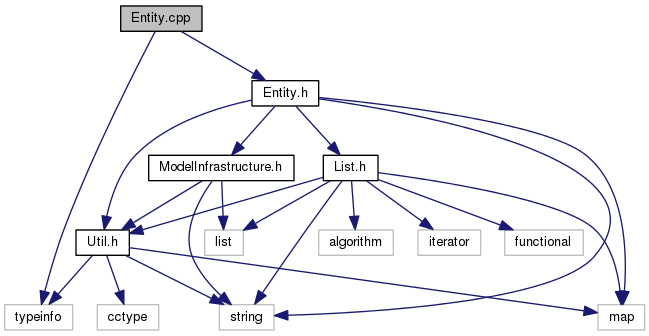 Entity.cpp
Entity.h
ModelInfrastructure.h
List.h
Util.h
list
algorithm
iterator
functional
typeinfo
cctype
string
map